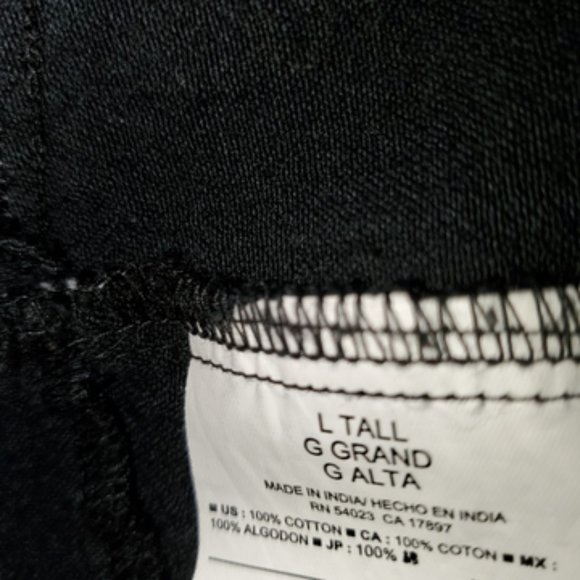 L TALL
G GRAND
G ALTA
MADE IN INDIA/ HECHO EN INDIA
RN 54023 CA 17897
■ US : 100% COTTON ■ CA : 100% COTON ■ MX :
100% ALGODON ■ JP : 100%